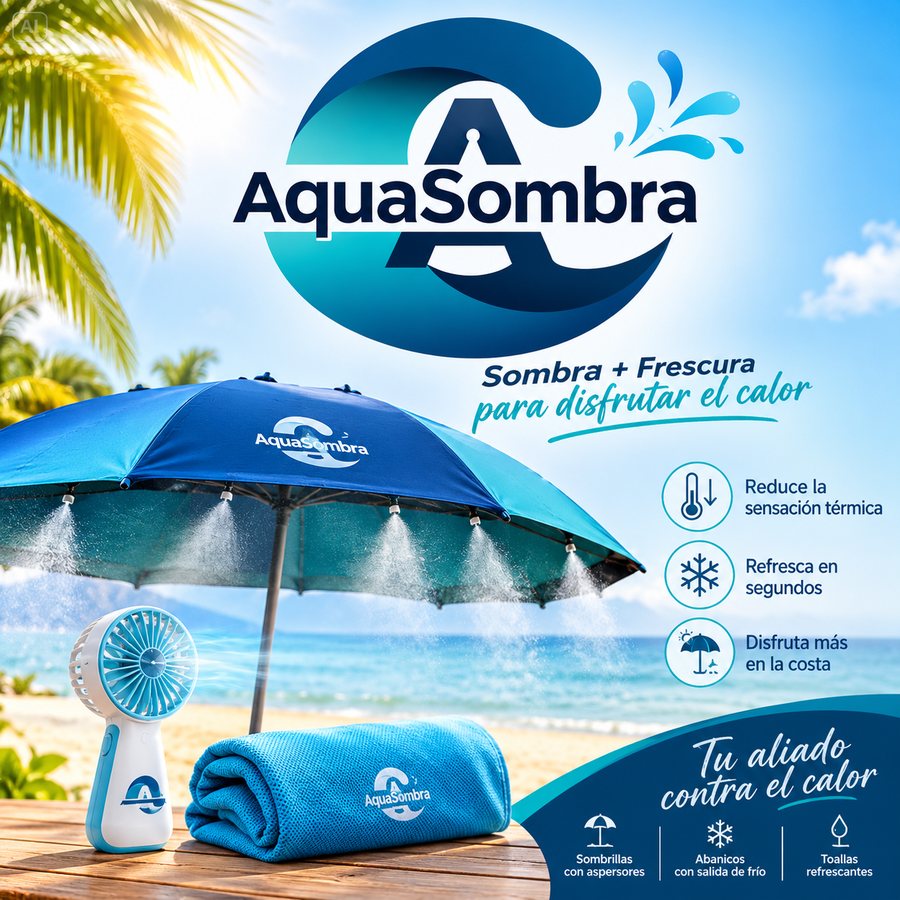 AI
AquaSombra
Sombra + Frescura
para disfrutar el calor
AquaSombra
Reduce la
sensación térmica
Refresca en
segundos
Disfruta más
en la costa
AquaSombra
Tu aliado
contra el calor
Sombrillas
con aspersores
Abanicos
con salida de frío
Toallas
refrescantes